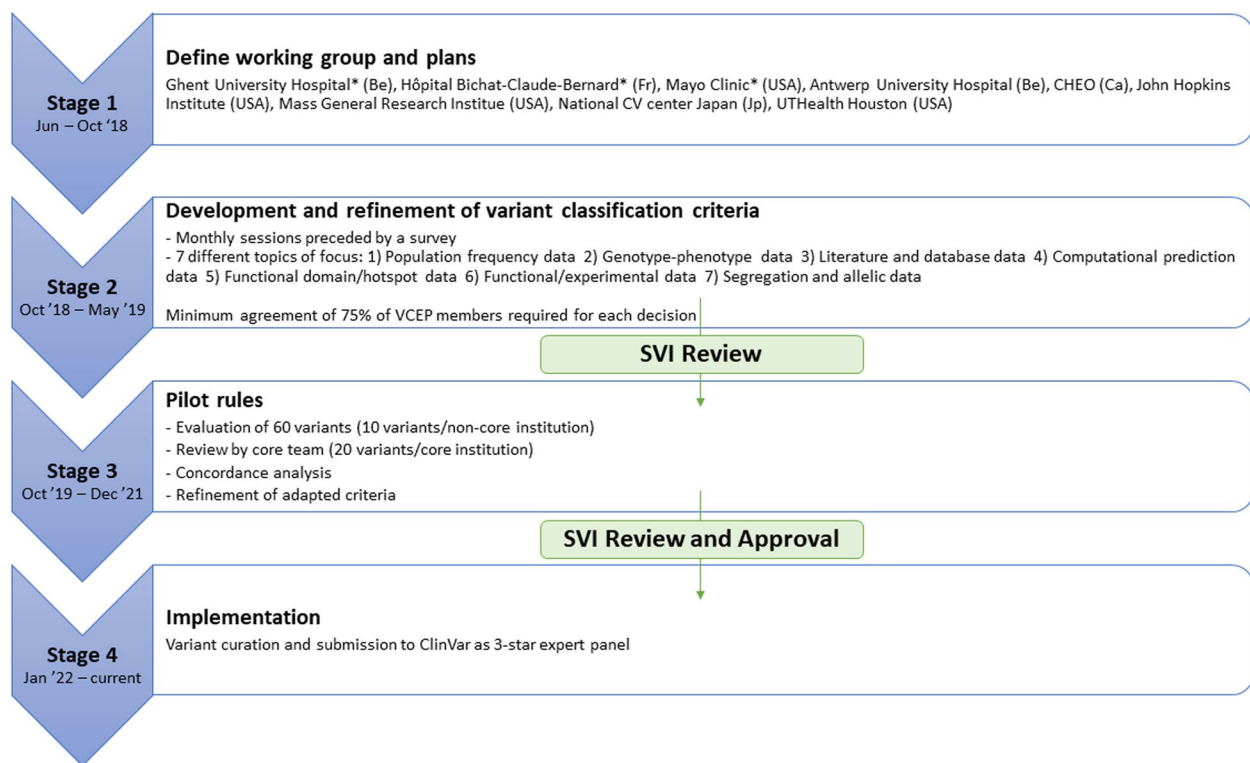 Stage 1
Jun – Oct ‘18
Define working group and plans
Ghent University Hospital* (Be), Hôpital Bichat-Claude-Bernard* (Fr), Mayo Clinic* (USA), Antwerp University Hospital (Be), CHEO (Ca), John Hopkins
Institute (USA), Mass General Research Institue (USA), National CV center Japan (Jp), UTHealth Houston (USA)
Stage 2
Oct ’18 – May ’19
Development and refinement of variant classification criteria
- Monthly sessions preceded by a survey
- 7 different topics of focus: 1) Population frequency data 2) Genotype-phenotype data 3) Literature and database data 4) Computational prediction
data 5) Functional domain/hotspot data 6) Functional/experimental data 7) Segregation and allelic data
Minimum agreement of 75% of VCEP members required for each decision
SVI Review
Stage 3
Oct ’19 – Dec ’21
Pilot rules
- Evaluation of 60 variants (10 variants/non-core institution)
- Review by core team (20 variants/core institution)
- Concordance analysis
- Refinement of adapted criteria
SVI Review and Approval
Stage 4
Jan ’22 – current
Implementation
Variant curation and submission to ClinVar as 3-star expert panel